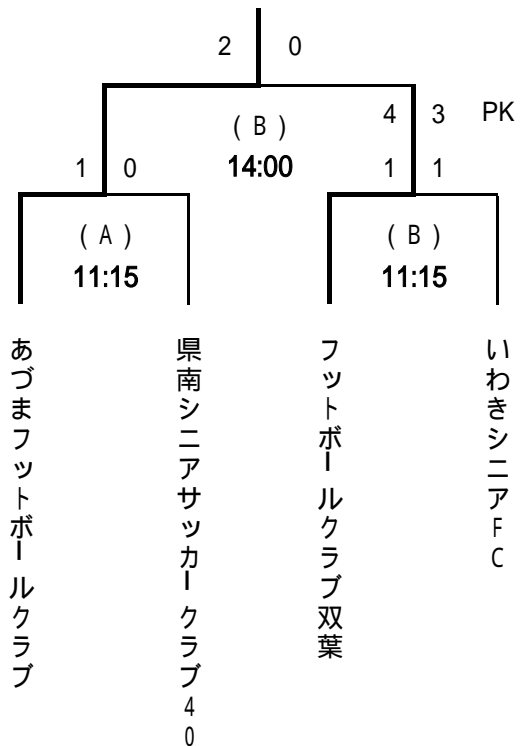 2 0
4 3 PK
(B)
14:00
1 0
1 1
(A)
11:15
(B)
11:15
あづまフットボールクラブ
県南シニアサッカークラブ40
フットボールクラブ双葉
いわきシニアFC